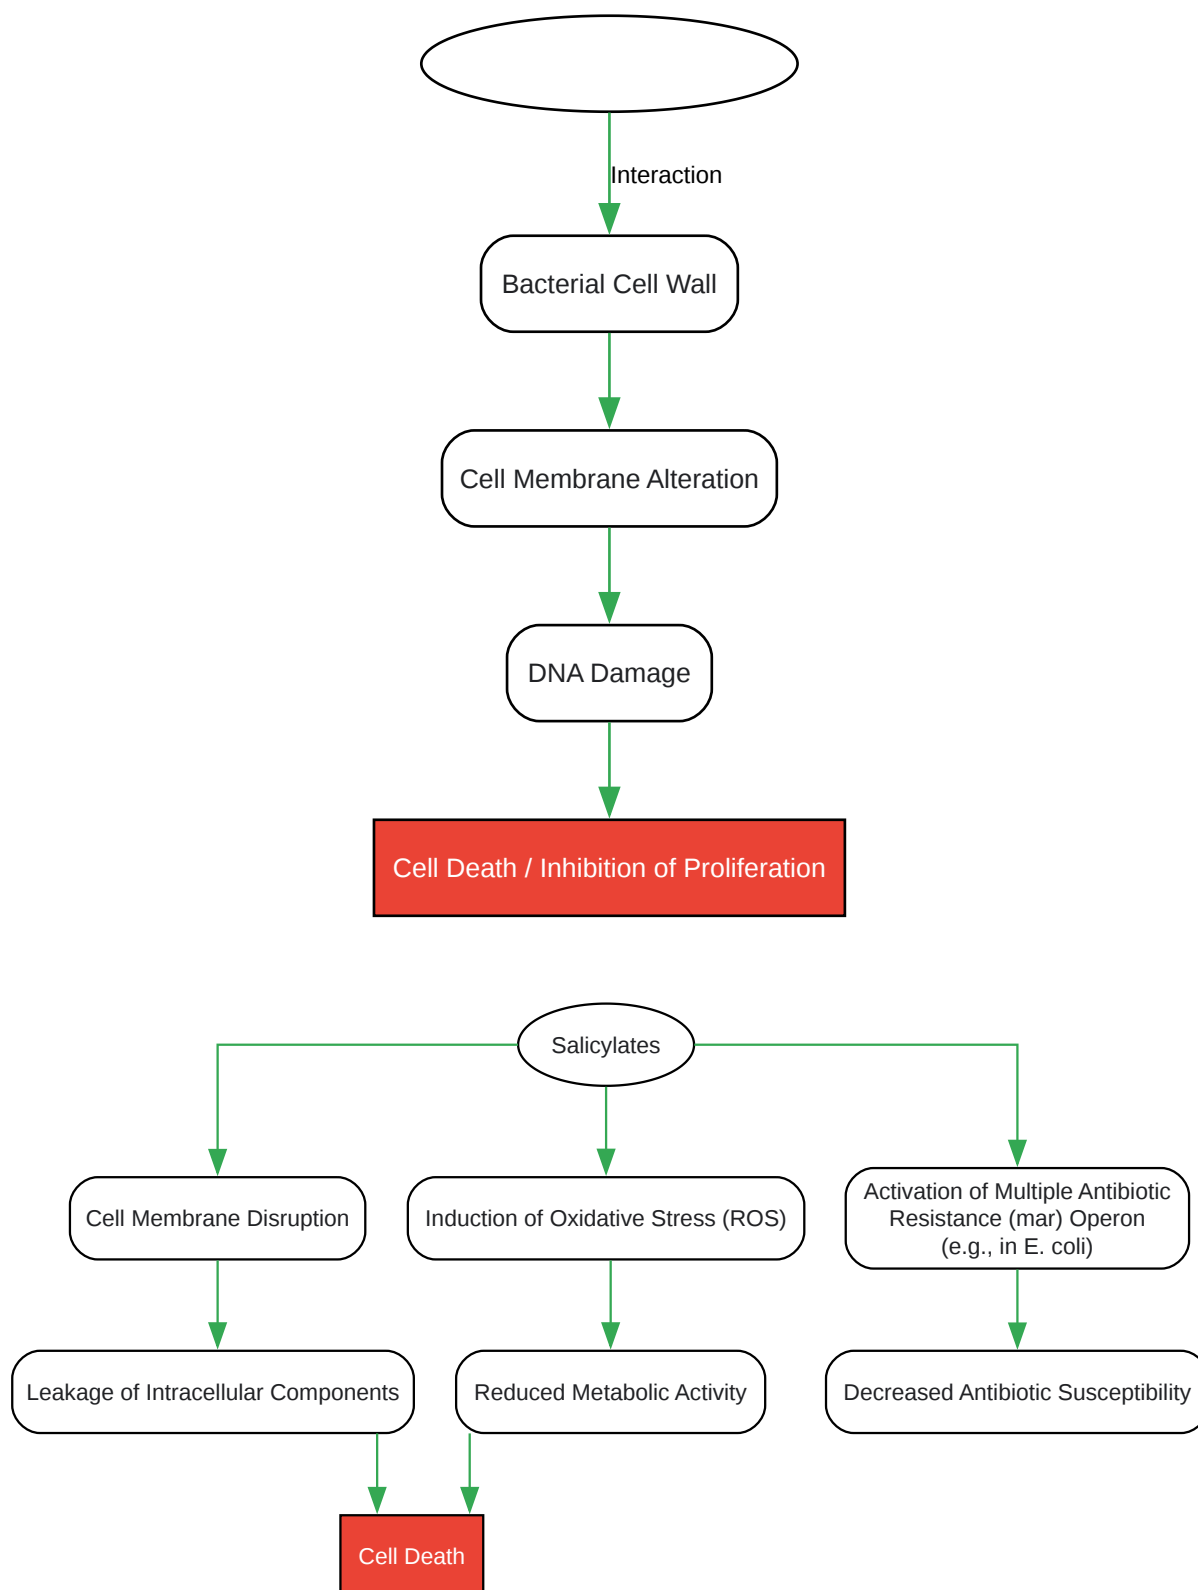 Interaction
Bacterial Cell Wall
Cell Membrane Alteration
DNA Damage
Cell Death / Inhibition of Proliferation
Salicylates
Cell Membrane Disruption
Induction of Oxidative Stress (ROS)
Activation of Multiple Antibiotic
Resistance (mar) Operon
(e.g., in E. coli)
Leakage of Intracellular Components
Reduced Metabolic Activity
Decreased Antibiotic Susceptibility
Cell Death